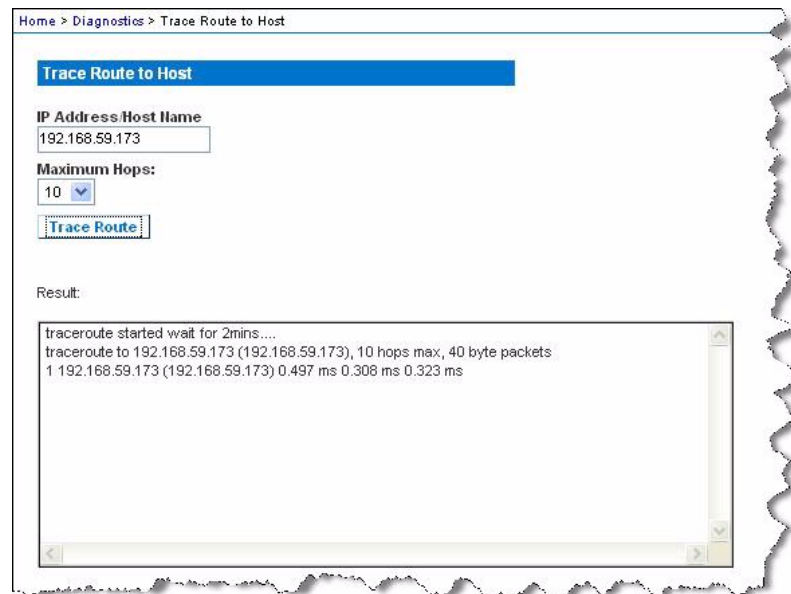 Home > Diagnostics > Trace Route to Host
Trace Route to Host
IP Address/Host Name
192.168.59.173
Maximum Hops:
10
Trace Route
Result:
traceroute started wait for 2mins....
traceroute to 192.168.59.173 (192.168.59.173), 10 hops max, 40 byte packets
1 192.168.59.173 (192.168.59.173) 0.497 ms 0.308 ms 0.323 ms